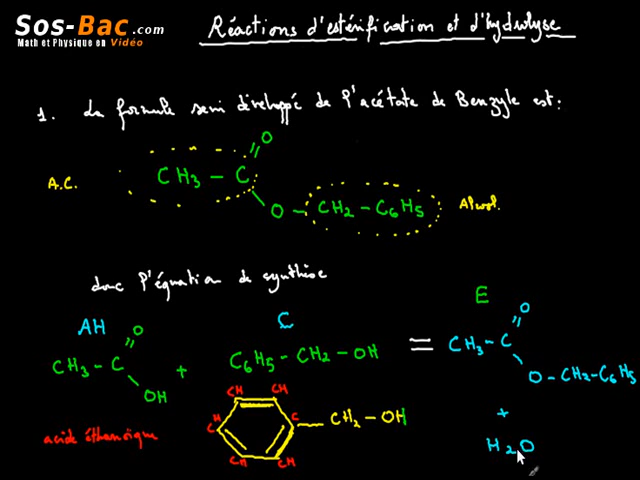 Sos-Bac.com
Math et Physique en Vidéo
Réactions d'estérification et d'hydrolyse
1. La formule semi développé de l'acétate de Benzyle est:
O
A.C. CH3 - C
O - CH2 - C6H5 Alcool.
donc l'équation de synthèse
E
AH C O
O
CH3 - C + C6H5 - CH2 - OH = CH3 - C
OH O - CH2 - C6H5
acide éthanoïque
CH CH
CH C - CH2 - OH +
CH CH
H2O